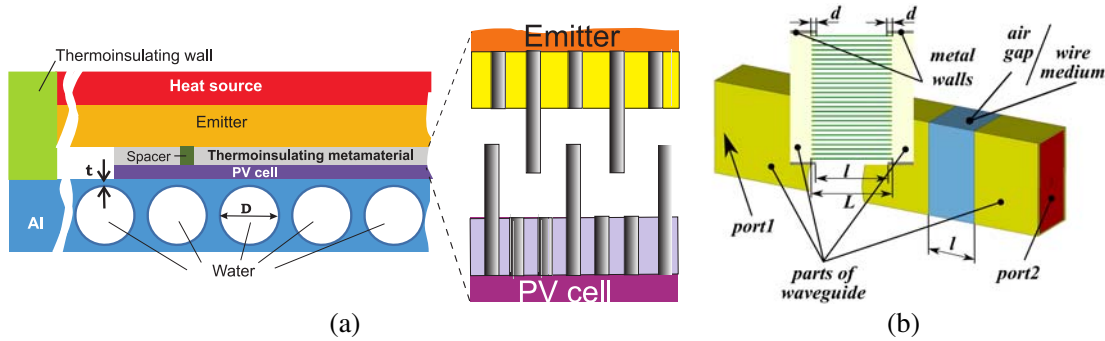 Thermoinsulating wall
Heat source
Emitter
Spacer
Thermoinsulating metamaterial
PV cell
t
Al
D
Water
Emitter
PV cell
(a)
d
d
metal
walls
air
gap/
wire
medium
l
L
l
port1
parts of
waveguide
port2
(b)